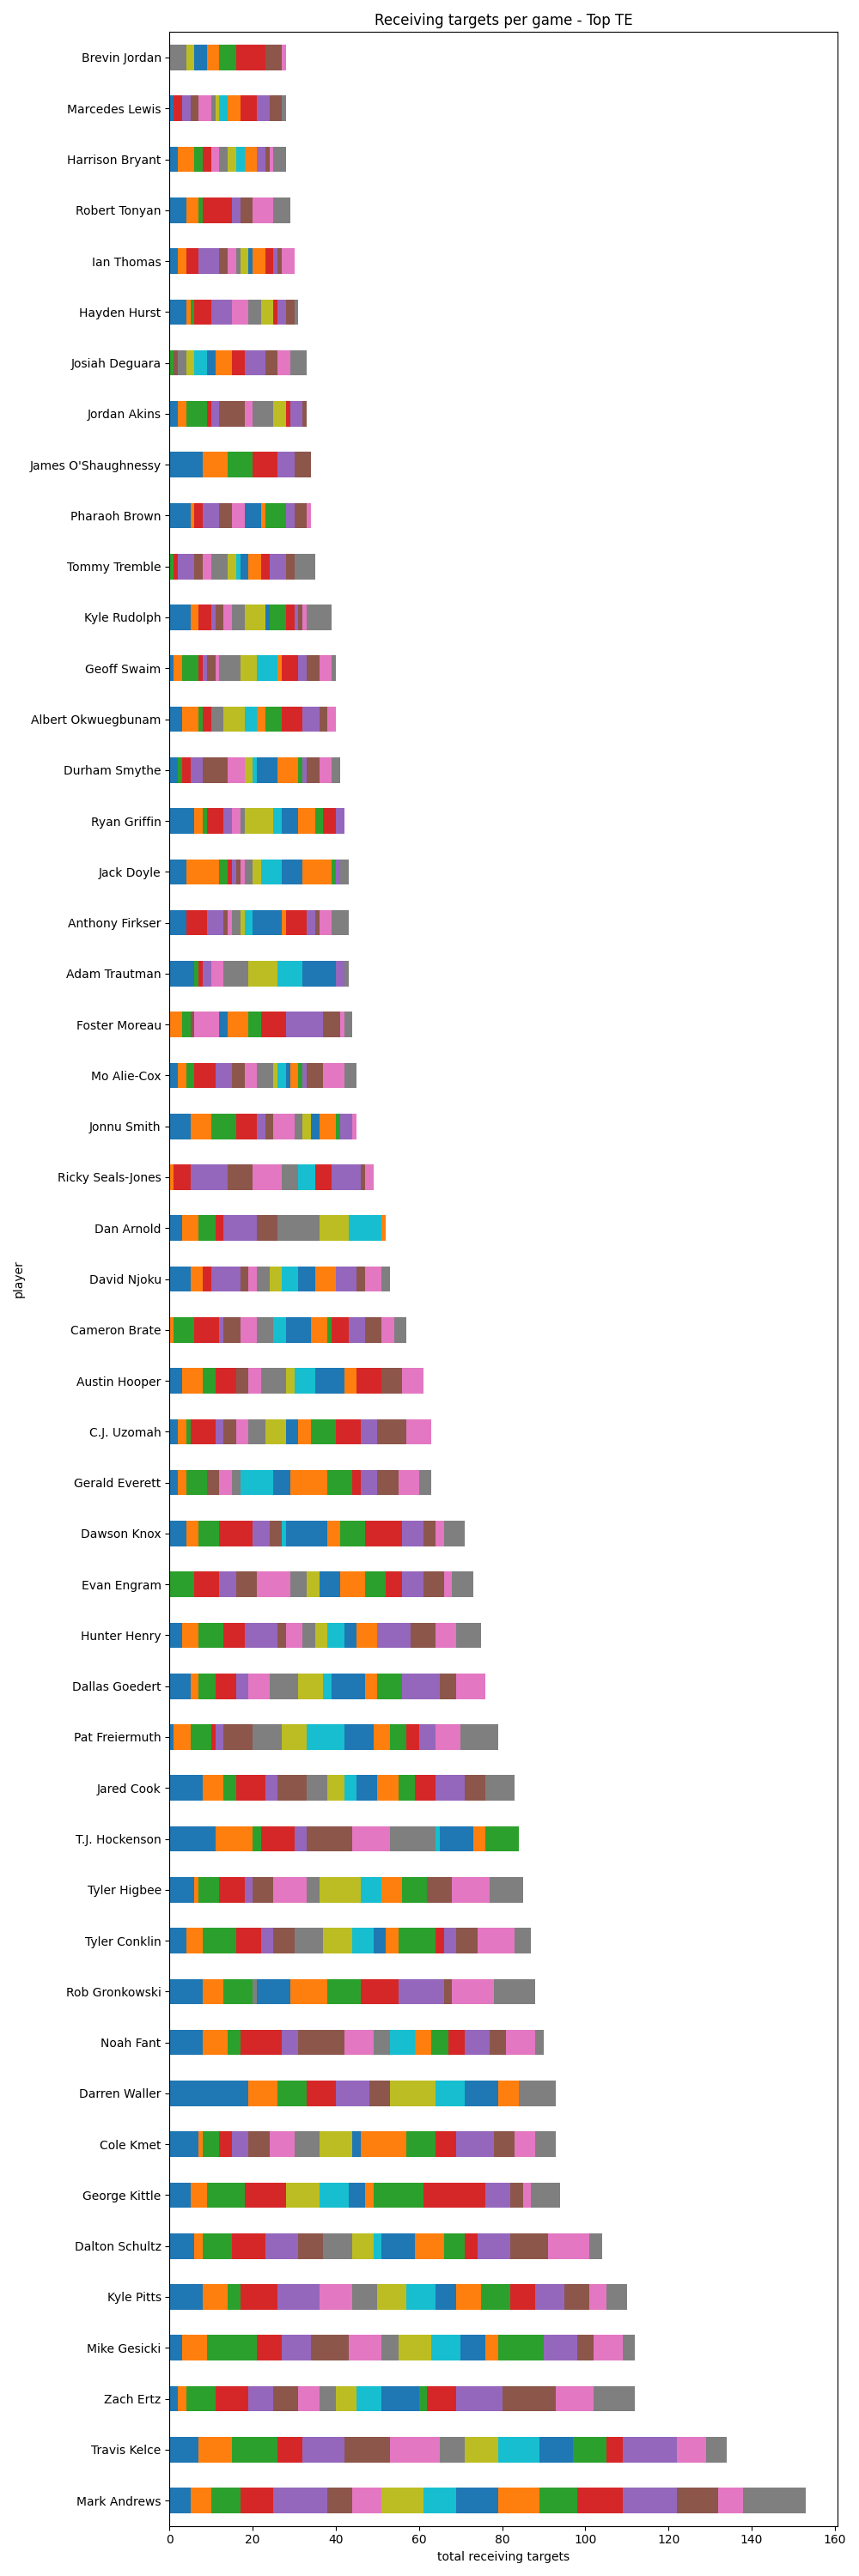 Receiving targets per game - Top TE
Brevin Jordan
Marcedes Lewis
Harrison Bryant
Robert Tonyan
Ian Thomas
Hayden Hurst
Josiah Deguara
Jordan Akins
James O'Shaughnessy
Pharaoh Brown
Tommy Tremble
Kyle Rudolph
Geoff Swaim
Albert Okwuegbunam
Durham Smythe
Ryan Griffin
Jack Doyle
Anthony Firkser
Adam Trautman
Foster Moreau
Mo Alie-Cox
Jonnu Smith
Ricky Seals-Jones
Dan Arnold
David Njoku
Cameron Brate
Austin Hooper
C.J. Uzomah
Gerald Everett
Dawson Knox
Evan Engram
Hunter Henry
Dallas Goedert
Pat Freiermuth
Jared Cook
T.J. Hockenson
Tyler Higbee
Tyler Conklin
Rob Gronkowski
Noah Fant
Darren Waller
Cole Kmet
George Kittle
Dalton Schultz
Kyle Pitts
Mike Gesicki
Zach Ertz
Travis Kelce
Mark Andrews
player
0 20 40 60 80 100 120 140 160
total receiving targets